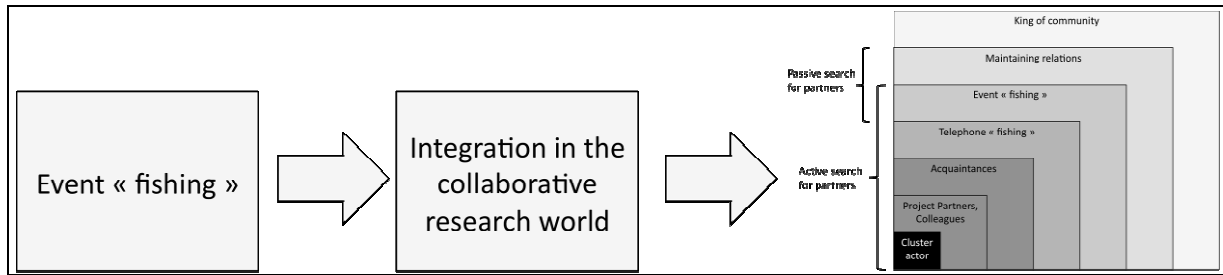 Event « fishing »
Integration in the
collaborative
research world
Passive search
for partners
Active search
for partners
King of community
Maintaining relations
Event « fishing »
Telephone « fishing »
Acquaintances
Project Partners,
Colleagues
Cluster
actor